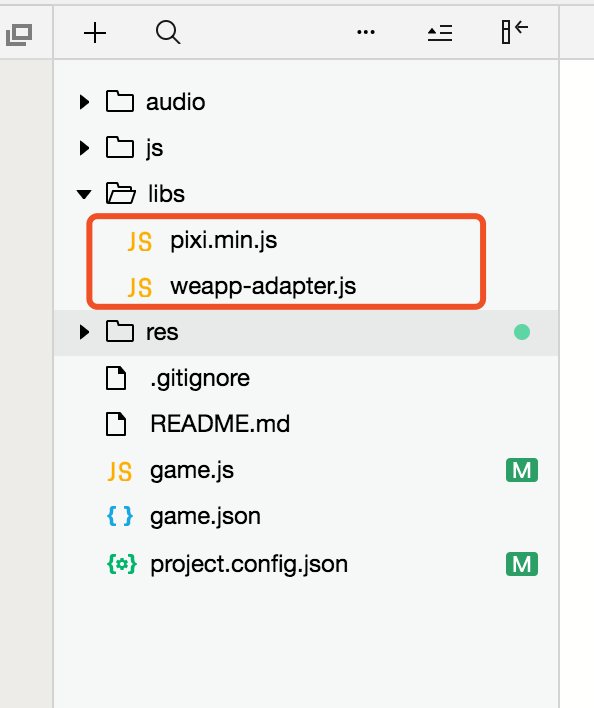 audio
js
libs
JS pixi.min.js
JS weapp-adapter.js
res
.gitignore
README.md
JS game.js M
{ } game.json
project.config.json M